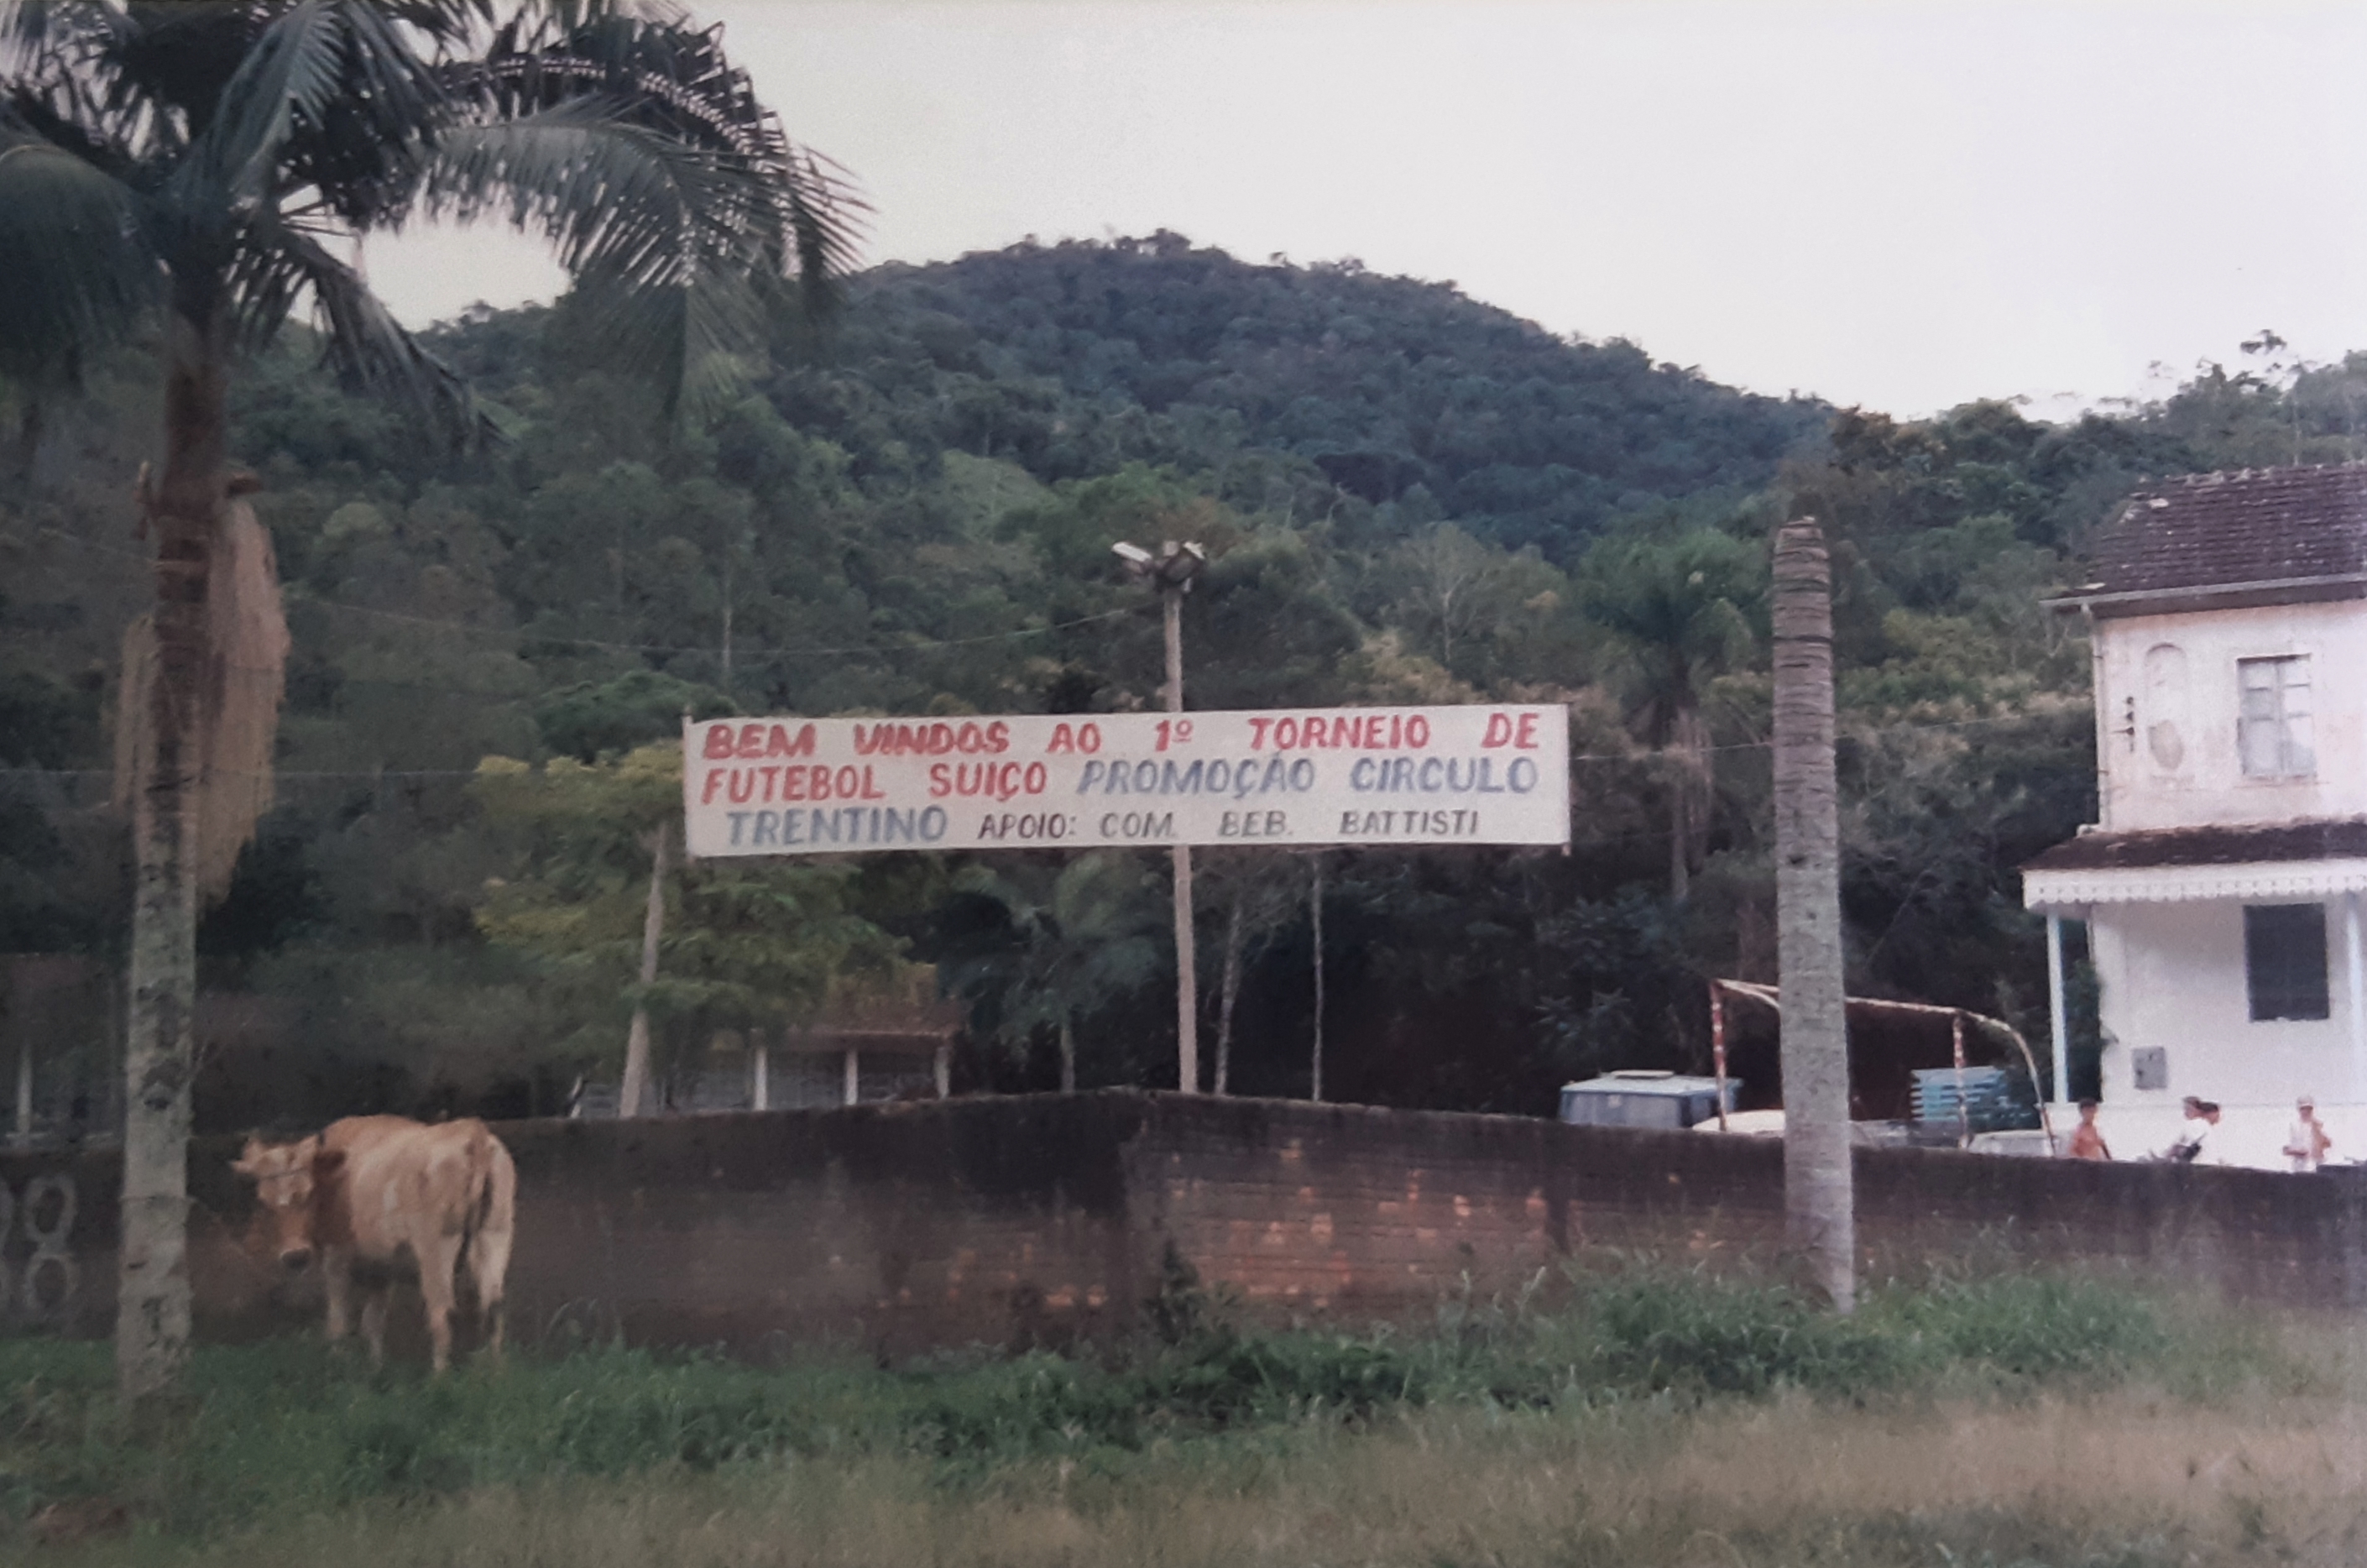 BEM VINDOS AO 1º TORNEIO DE
FUTEBOL SUIÇO PROMOÇÃO CIRCULO
TRENTINO APOIO: COM. BEB. BATTISTI